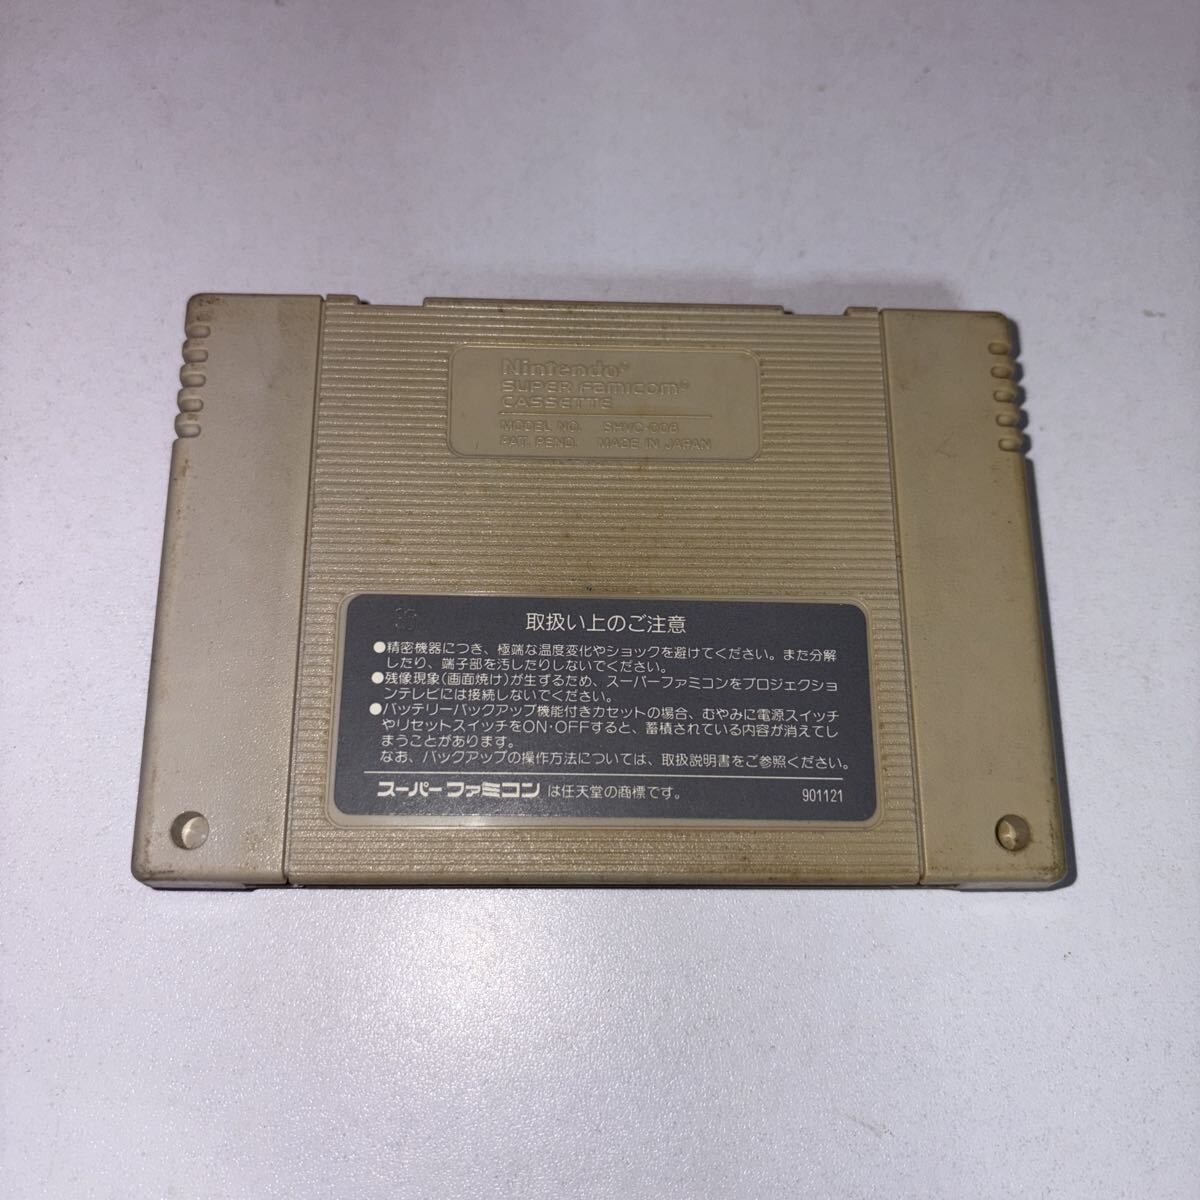 Nintendo®
SUPER Famicom®
CASSETTE
MODEL NO. SHVC-006
PAT. PEND. MADE IN JAPAN
取扱い上のご注意
●精密機器につき、極端な温度変化やショックを避けてください。また分解
したり、端子部を汚したりしないでください。
●残像現象(画面焼け)が生ずるため、スーパーファミコンをプロジェクショ
ンテレビには接続しないでください。
●バッテリーバックアップ機能付きカセットの場合、むやみに電源スイッチ
やリセットスイッチをON・OFFすると、蓄積されている内容が消えてし
まうことがあります。
なお、バックアップの操作方法については、取扱説明書をご参照ください。
スーパーファミコン は任天堂の商標です。 901121